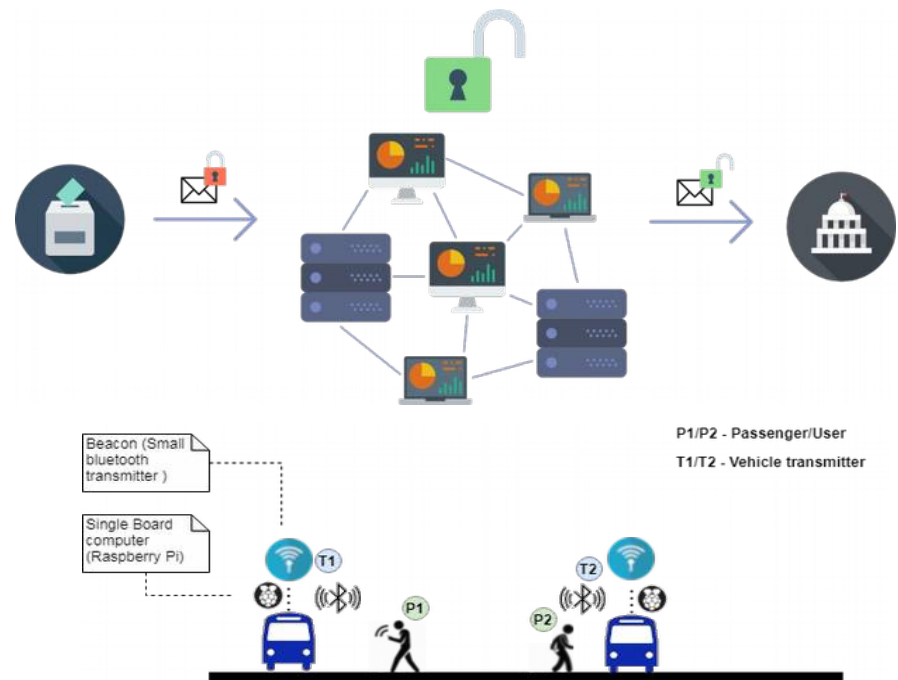 P1/P2 - Passenger/User
T1/T2 - Vehicle transmitter
Beacon (Small
bluetooth
transmitter )
Single Board
computer
(Raspberry Pi)
T1
P1
T2
P2